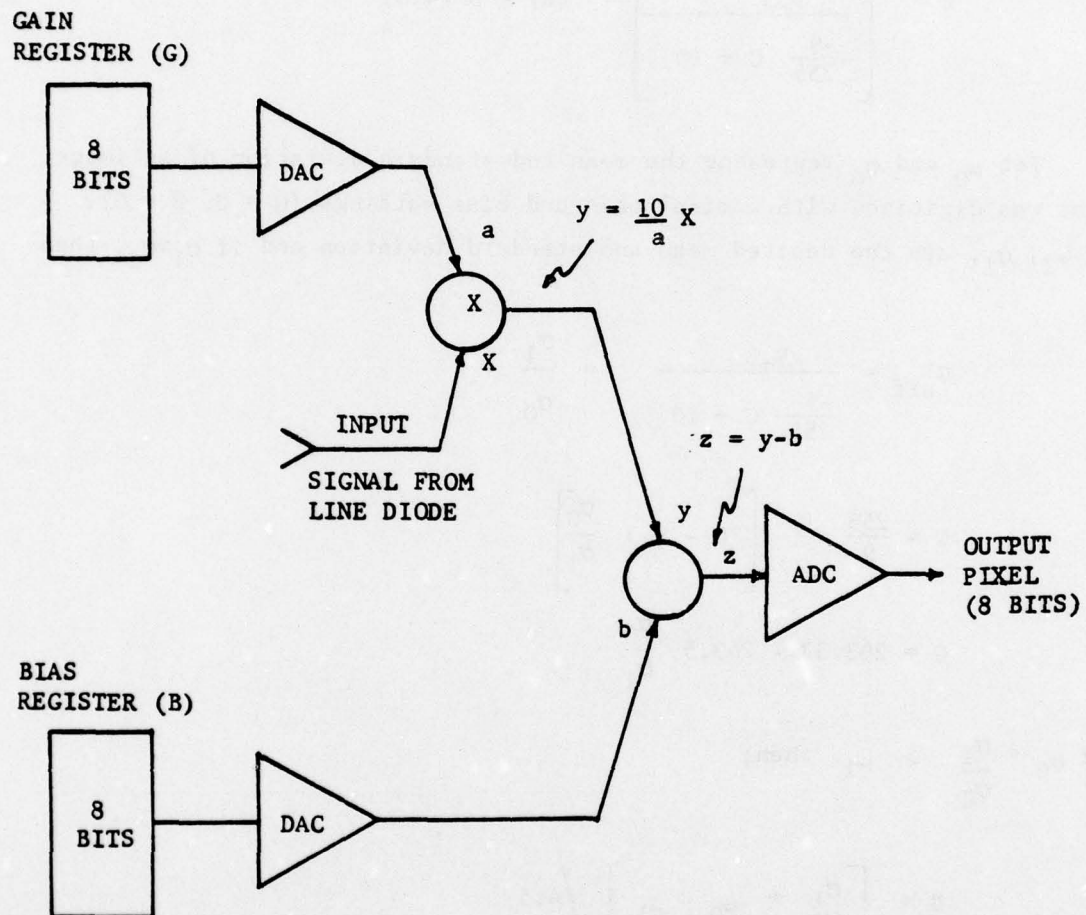 GAIN
REGISTER (G)
8
BITS
DAC
a
y = 10/a X
X
X
INPUT
SIGNAL FROM
LINE DIODE
z = y-b
y
z
ADC
OUTPUT
PIXEL
(8 BITS)
b
BIAS
REGISTER (B)
8
BITS
DAC